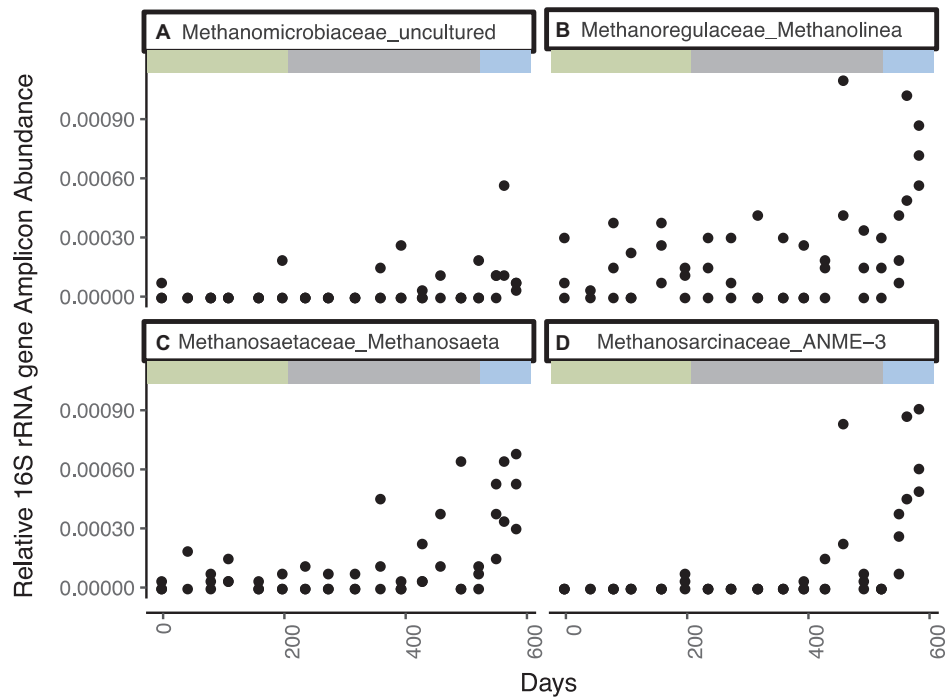 A Methanomicrobiaceae_uncultured
B Methanoregulaceae_Methanolinea
Relative 16S rRNA gene Amplicon Abundance
0.00090
0.00060
0.00030
0.00000
C Methanosaetaceae_Methanosaeta
D Methanosarcinaceae_ANME−3
0.00090
0.00060
0.00030
0.00000
0
200
400
600
0
200
400
600
Days